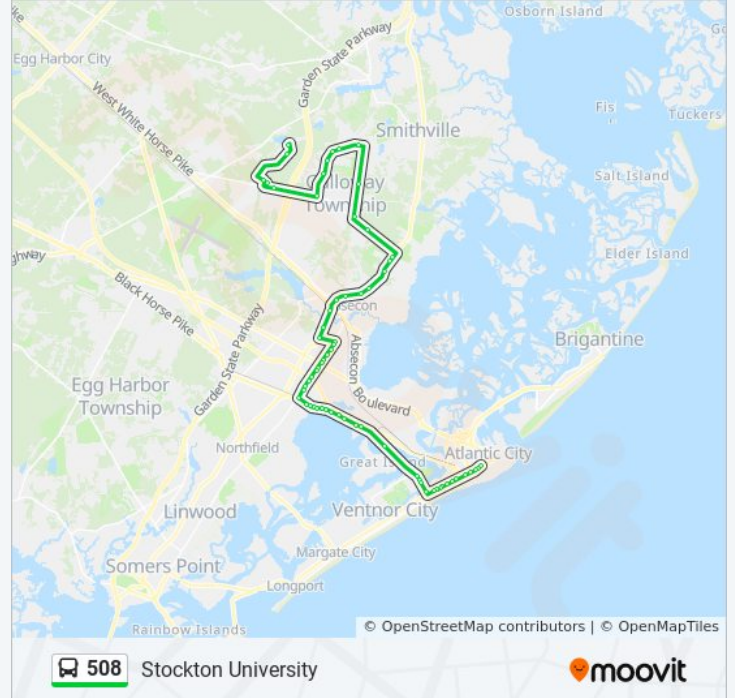 Osborn Island
Garden State Parkway
Egg Harbor City
West White Horse Pike
Fis
Tuckers
Smithville
Salt Island
Galloway
Township
Elder Island
Black Horse Pike
Absecon
Brigantine
Garden State Parkway
Absecon Boulevard
Egg Harbor
Township
Northfield
Atlantic City
Great Island
Linwood
Ventnor City
Margate City
Somers Point
Longport
© OpenStreetMap contributors | © OpenMapTiles
Rainbow Islands
508 Stockton University
moovit